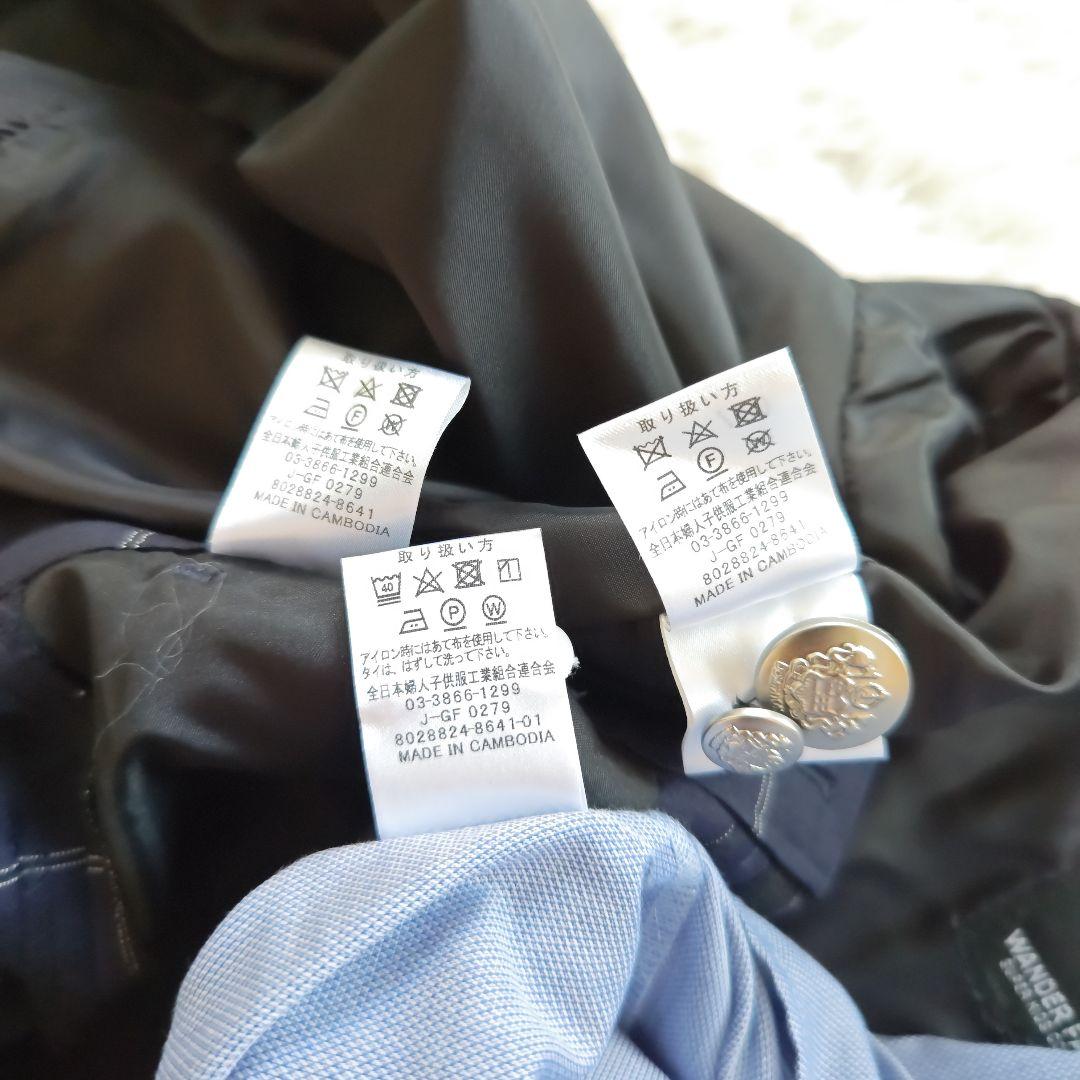 取り扱い方
アイロン時にはあて布を使用して下さい。
全日本婦人子供服工業組合連合会
03-3866-1299
J-GF 0279
8028824-8641
MADE IN CAMBODIA
取り扱い方
F
W
アイロン時にはあて布を使用して下さい。
全日本婦人子供服工業組合連合会
03-3866-1299
J-GF 0279
8028824-8641
MADE IN CAMBODIA
取り扱い方
40
P
W
アイロン時にはあて布を使用して下さい。
タイは、はずして洗って下さい。
全日本婦人子供服工業組合連合会
03-3866-1299
J-GF 0279
8028824-8641-01
MADE IN CAMBODIA
WANDER